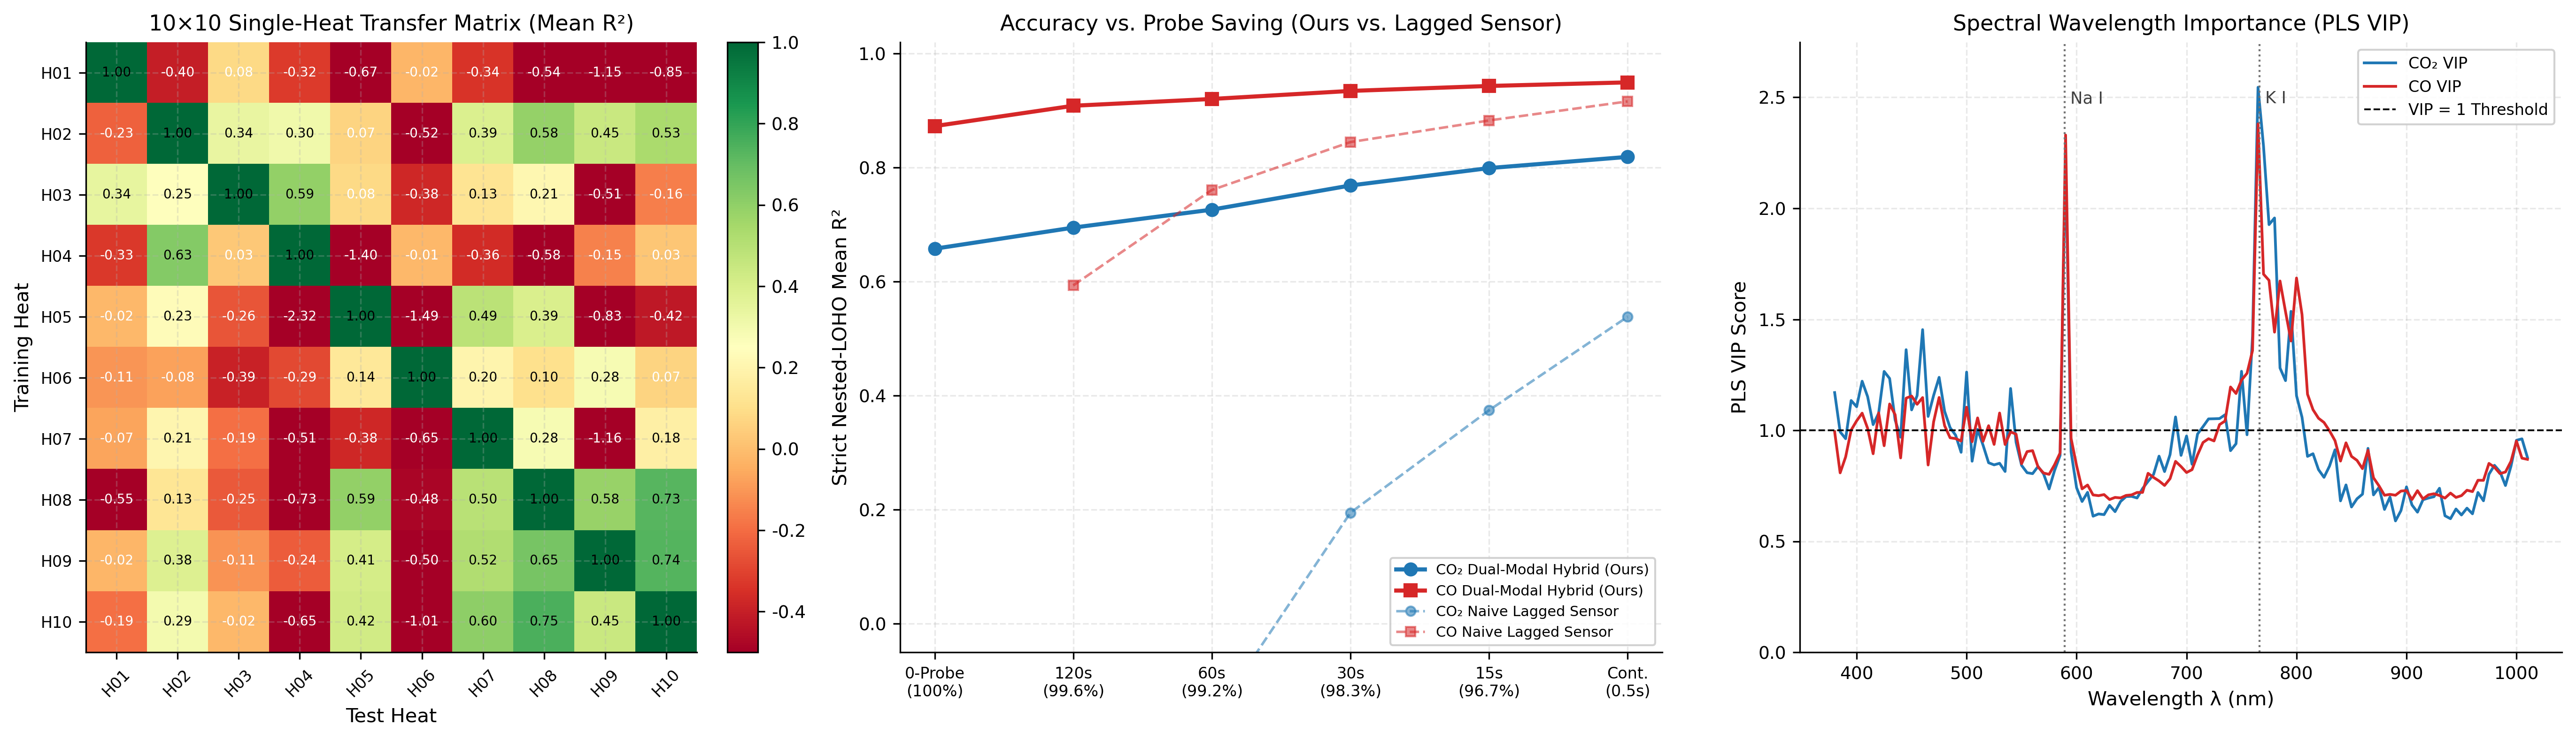 10×10 Single-Heat Transfer Matrix (Mean R²)
Training Heat
H01 1.00 -0.40 0.08 -0.32 -0.67 -0.02 -0.34 -0.54 -1.15 -0.85
H02 -0.23 1.00 0.34 0.30 0.07 -0.52 0.39 0.58 0.45 0.53
H03 0.34 0.25 1.00 0.59 0.08 -0.38 0.13 0.21 -0.51 -0.16
H04 -0.33 0.63 0.03 1.00 -1.40 -0.01 -0.36 -0.58 -0.15 0.03
H05 -0.02 0.23 -0.26 -2.32 1.00 -1.49 0.49 0.39 -0.83 -0.42
H06 -0.11 -0.08 -0.39 -0.29 0.14 1.00 0.20 0.10 0.28 0.07
H07 -0.07 0.21 -0.19 -0.51 -0.38 -0.65 1.00 0.28 -1.16 0.18
H08 -0.55 0.13 -0.25 -0.73 0.59 -0.48 0.50 1.00 0.58 0.73
H09 -0.02 0.38 -0.11 -0.24 0.41 -0.50 0.52 0.65 1.00 0.74
H10 -0.19 0.29 -0.02 -0.65 0.42 -1.01 0.60 0.75 0.45 1.00
H01 H02 H03 H04 H05 H06 H07 H08 H09 H10
Test Heat
1.0
0.8
0.6
0.4
0.2
0.0
-0.2
-0.4
Accuracy vs. Probe Saving (Ours vs. Lagged Sensor)
Strict Nested-LOHO Mean R²
1.0
0.8
0.6
0.4
0.2
0.0
CO₂ Dual-Modal Hybrid (Ours)
CO Dual-Modal Hybrid (Ours)
CO₂ Naive Lagged Sensor
CO Naive Lagged Sensor
0-Probe 120s 60s 30s 15s Cont.
(100%) (99.6%) (99.2%) (98.3%) (96.7%) (0.5s)
Spectral Wavelength Importance (PLS VIP)
PLS VIP Score
2.5
2.0
1.5
1.0
0.5
0.0
Na I
K I
CO₂ VIP
CO VIP
VIP = 1 Threshold
400 500 600 700 800 900 1000
Wavelength λ (nm)